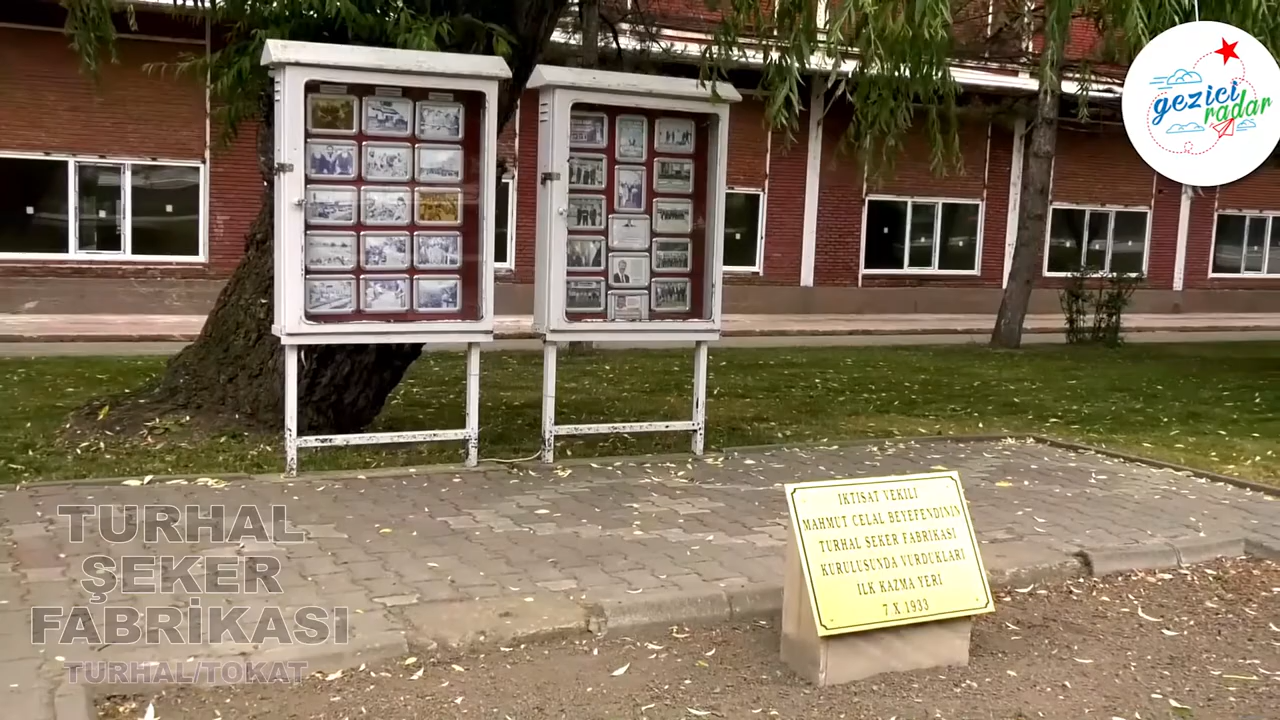 gezici
radar
IKTISAT VEKILI
MAHMUT CELAL BEYEFENDININ
TURHAL SEKER FABRIKASI
KURULUSUNDA VURDUKLARI
ILK KAZMA YERI
7 X 1933
TURHAL
ŞEKER
FABRİKASI
TURHAL/TOKAT